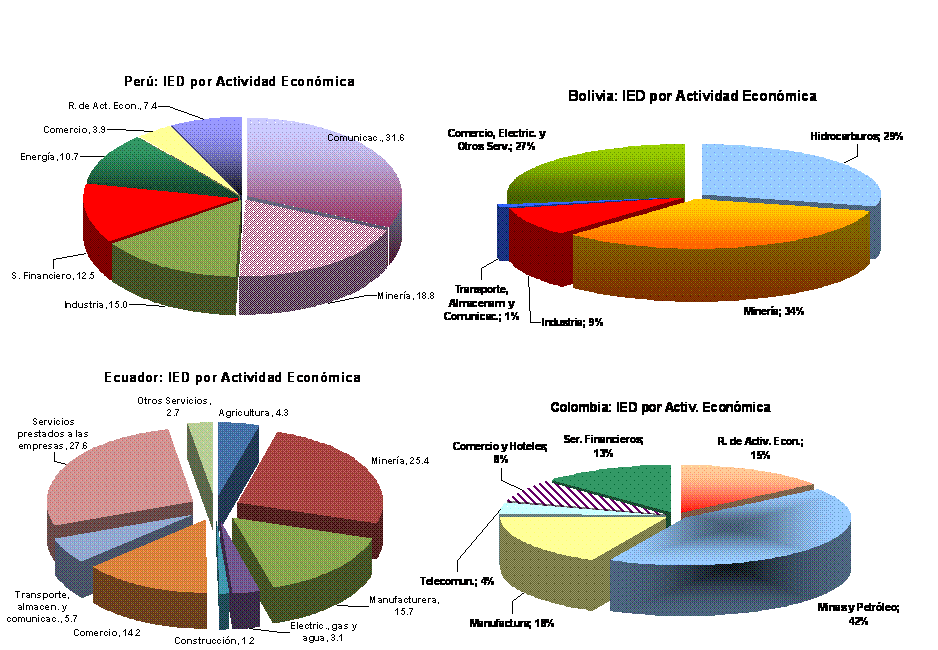 Perú: IED por Actividad Económica
R. de Act. Econ., 7.4
Comercio, 3.9
Energía, 10.7
S. Financiero, 12.5
Industria, 15.0
Comunicac., 31.6
Minería, 18.8
Bolivia: IED por Actividad Económica
Comercio, Electric. y
Otros Serv.; 27%
Hidrocarburos; 29%
Transporte,
Almacenam y
Comunicac.; 1%
Industria; 9%
Minería; 34%
Ecuador: IED por Actividad Económica
Otros Servicios,
2.7
Agricultura, 4.3
Servicios
prestados a las
empresas, 27.6
Minería, 25.4
Transporte,
almacen. y
comunicac., 5.7
Comercio, 14.2
Construcción, 1.2
Electric., gas y
agua, 3.1
Manufacturera,
15.7
Colombia: IED por Activ. Económica
Comercio y Hoteles;
8%
Ser. Financieros;
13%
R. de Activ. Econ.;
15%
Telecomun.; 4%
Manufactura; 18%
Minas y Petróleo;
42%